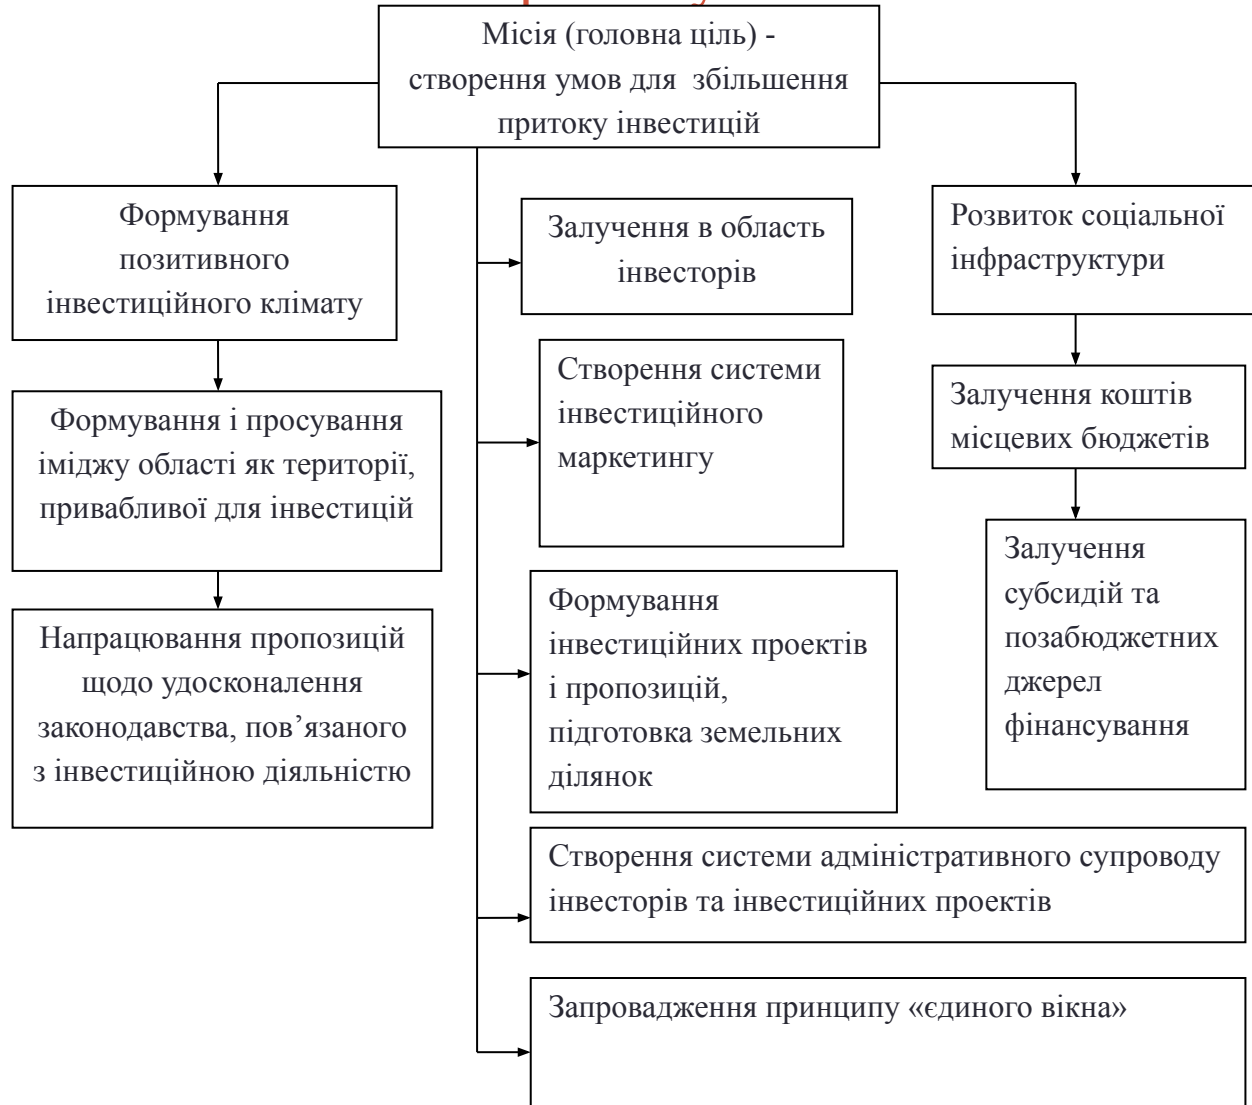 Місія (головна ціль) -
створення умов для збільшення
притоку інвестицій
Формування
позитивного
інвестиційного клімату
Формування і просування
іміджу області як території,
привабливої для інвестицій
Напрацювання пропозицій
щодо удосконалення
законодавства, пов’язаного
з інвестиційною діяльністю
Залучення в область
інвесторів
Створення системи
інвестиційного
маркетингу
Формування
інвестиційних проектів
і пропозицій,
підготовка земельних
ділянок
Створення системи адміністративного супроводу
інвесторів та інвестиційних проектів
Запровадження принципу «єдиного вікна»
Розвиток соціальної
інфраструктури
Залучення коштів
місцевих бюджетів
Залучення
субсидій та
позабюджетних
джерел
фінансування